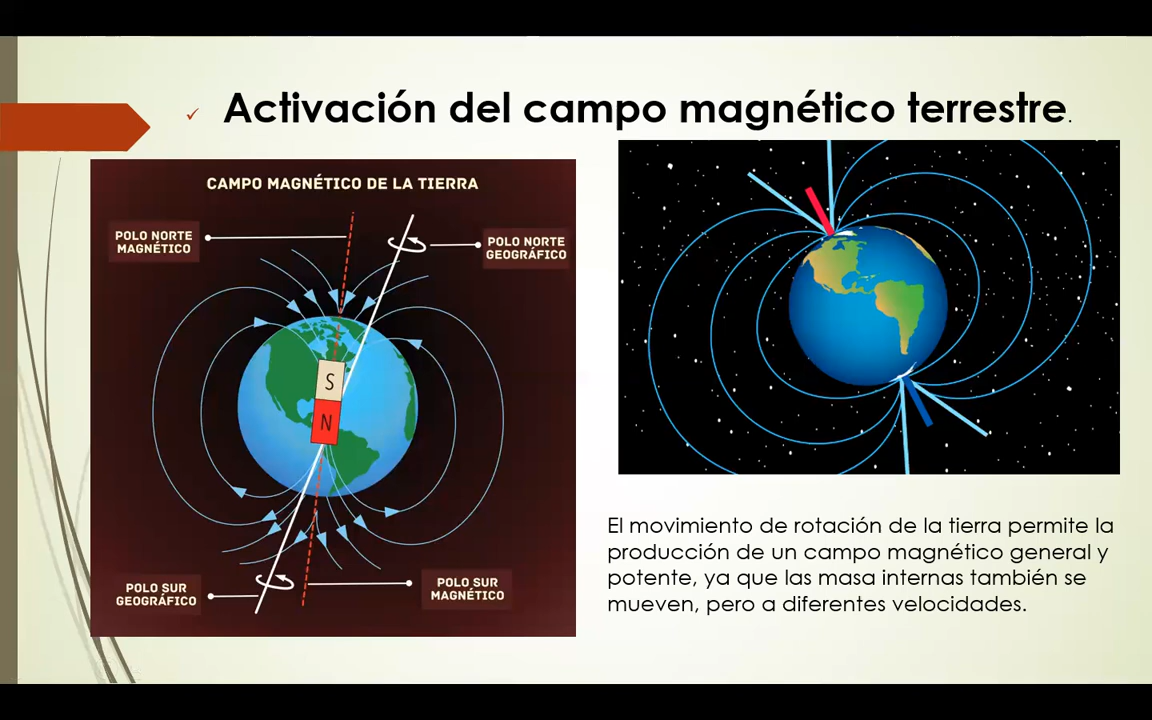 Activación del campo magnético terrestre.
CAMPO MAGNÉTICO DE LA TIERRA
POLO NORTE
MAGNÉTICO
POLO NORTE
GEOGRÁFICO
S
N
POLO SUR
GEOGRÁFICO
POLO SUR
MAGNÉTICO
El movimiento de rotación de la tierra permite la
producción de un campo magnético general y
potente, ya que las masa internas también se
mueven, pero a diferentes velocidades.